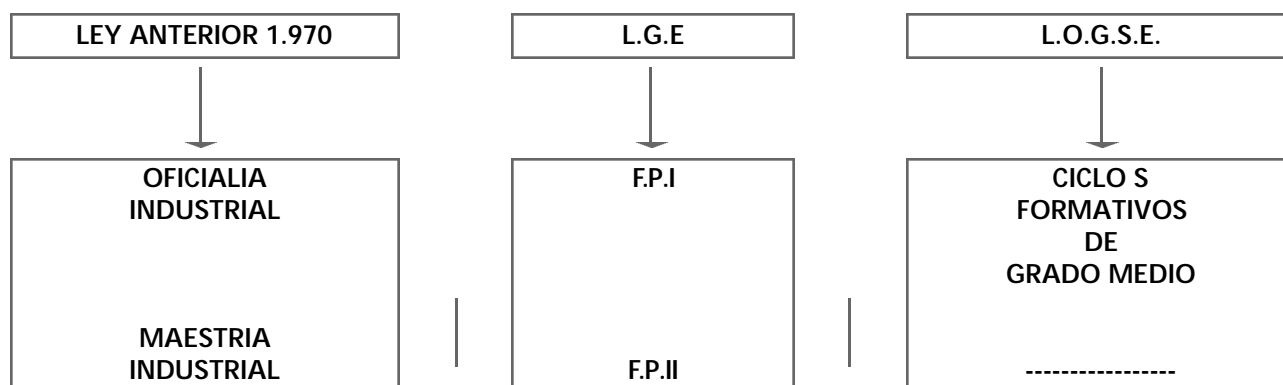 LEY ANTERIOR 1.970
L.G.E
L.O.G.S.E.
OFICIALIA
INDUSTRIAL
MAESTRIA
INDUSTRIAL
F.P.I
F.P.II
CICLO S
FORMATIVOS
DE
GRADO MEDIO
-----------------